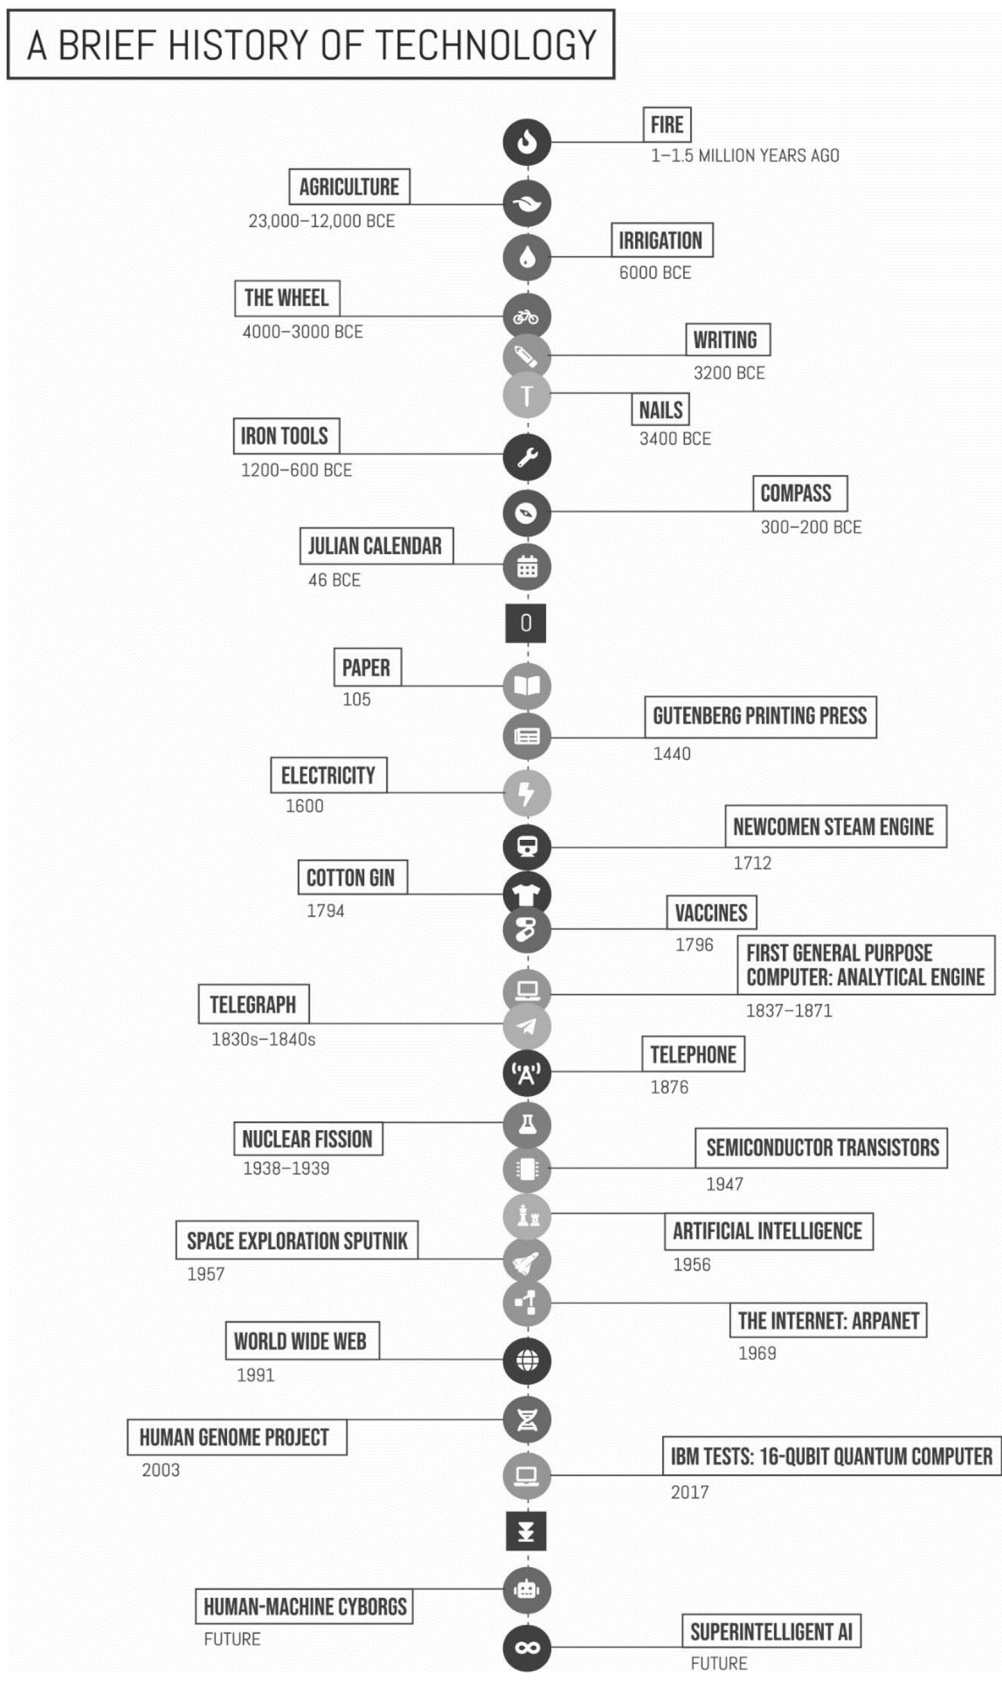 A BRIEF HISTORY OF TECHNOLOGY
FIRE
1–1.5 MILLION YEARS AGO
AGRICULTURE
23,000–12,000 BCE
IRRIGATION
6000 BCE
THE WHEEL
4000–3000 BCE
WRITING
3200 BCE
NAILS
3400 BCE
IRON TOOLS
1200–600 BCE
COMPASS
300–200 BCE
JULIAN CALENDAR
46 BCE
0
PAPER
105
GUTENBERG PRINTING PRESS
1440
ELECTRICITY
1600
NEWCOMEN STEAM ENGINE
1712
COTTON GIN
1794
VACCINES
1796
FIRST GENERAL PURPOSE
COMPUTER: ANALYTICAL ENGINE
1837–1871
TELEGRAPH
1830s–1840s
TELEPHONE
1876
NUCLEAR FISSION
1938–1939
SEMICONDUCTOR TRANSISTORS
1947
ARTIFICIAL INTELLIGENCE
1956
SPACE EXPLORATION SPUTNIK
1957
THE INTERNET: ARPANET
1969
WORLD WIDE WEB
1991
HUMAN GENOME PROJECT
2003
IBM TESTS: 16-QUBIT QUANTUM COMPUTER
2017
HUMAN-MACHINE CYBORGS
FUTURE
SUPERINTELLIGENT AI
FUTURE